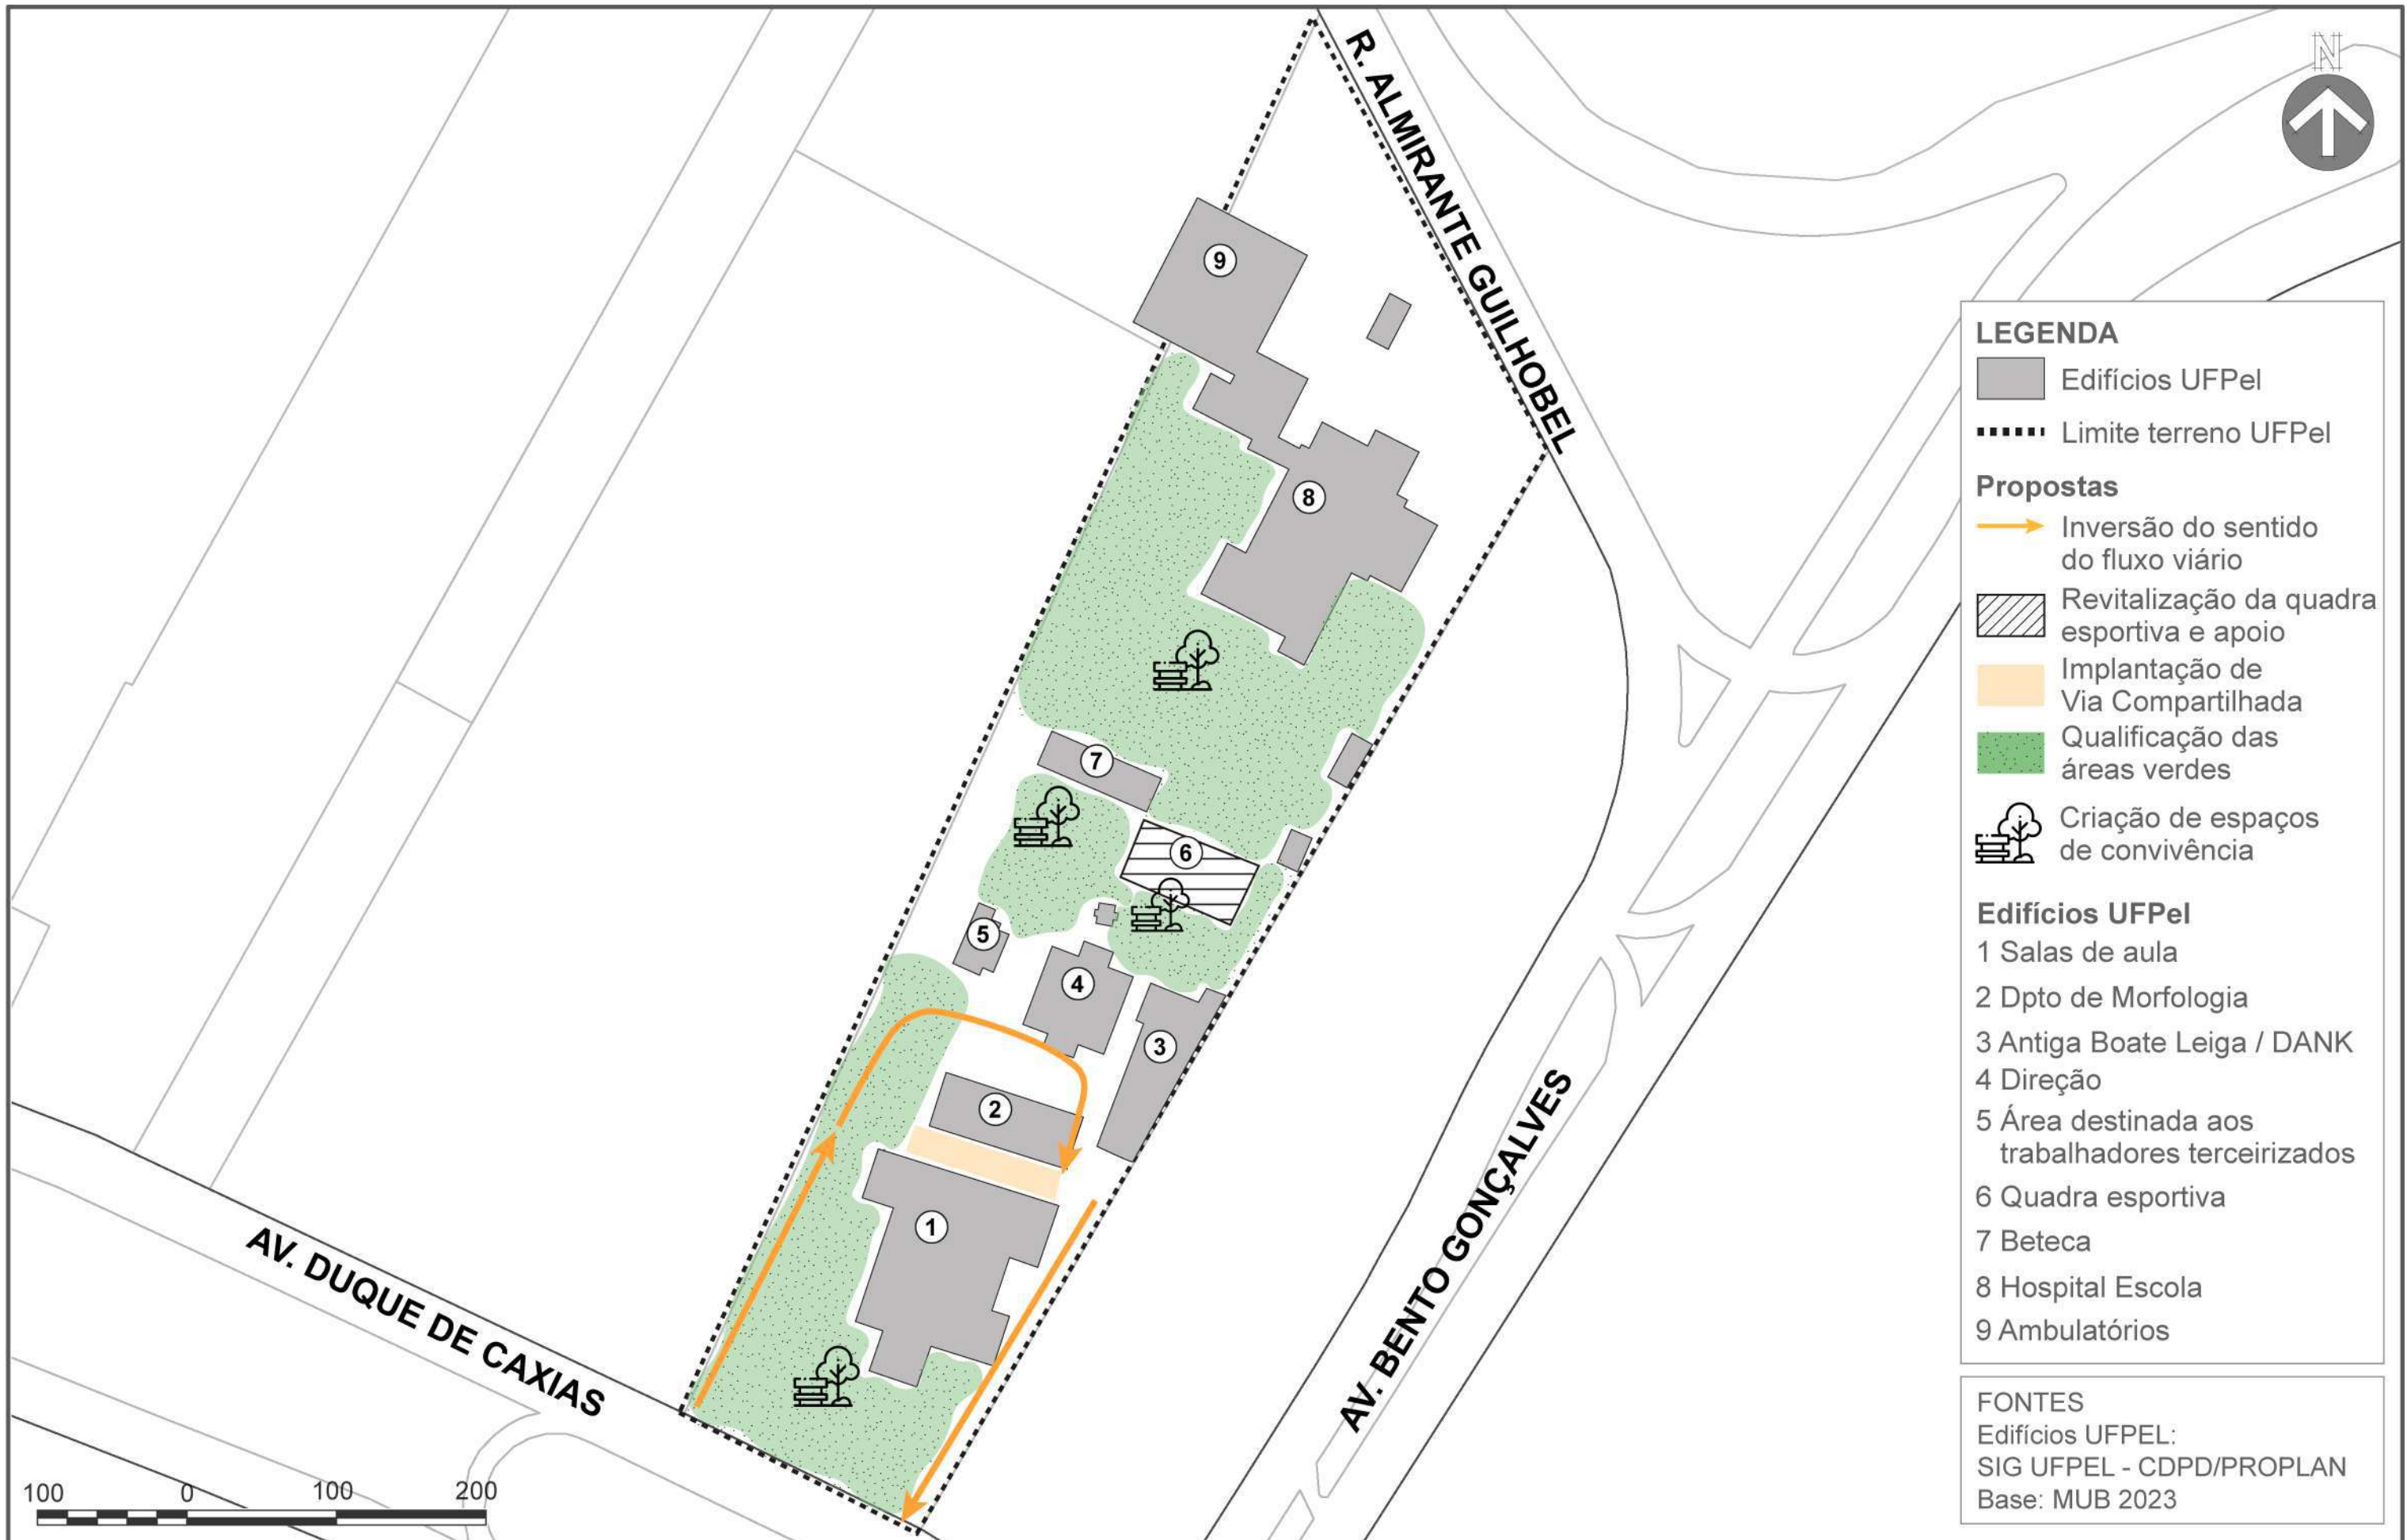 R. ALMIRANTE GUILHOBEL
N
9
8
7
6
5
4
3
2
1
AV. DUQUE DE CAXIAS
AV. BENTO GONÇALVES
100 0 100 200
LEGENDA
Edifícios UFPel
Limite terreno UFPel
Propostas
Inversão do sentido
do fluxo viário
Revitalização da quadra
esportiva e apoio
Implantação de
Via Compartilhada
Qualificação das
áreas verdes
Criação de espaços
de convivência
Edifícios UFPel
1 Salas de aula
2 Dpto de Morfologia
3 Antiga Boate Leiga / DANK
4 Direção
5 Área destinada aos
trabalhadores terceirizados
6 Quadra esportiva
7 Beteca
8 Hospital Escola
9 Ambulatórios
FONTES
Edifícios UFPEL:
SIG UFPEL - CDPD/PROPLAN
Base: MUB 2023